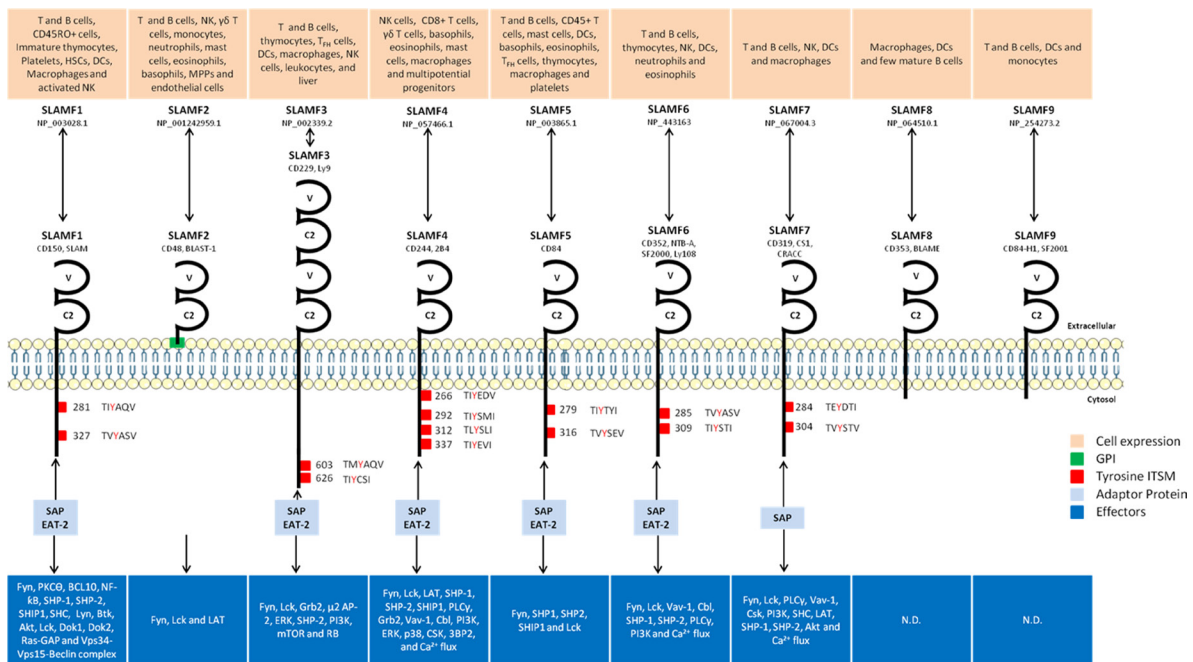 T and B cells,
CD45RO+ cells,
Immature thymocytes,
Platelets, HSCs, DCs,
Macrophages and
activated NK
T and B cells, NK, γδ T
cells, monocytes,
neutrophils, mast
cells, eosinophils,
basophils, MPPs and
endothelial cells
T and B cells,
thymocytes, TFH cells,
DCs, macrophages, NK
cells, leukocytes, and
liver
NK cells, CD8+ T cells,
γδ T cells, basophils,
eosinophils, mast
cells, macrophages
and multipotential
progenitors
T and B cells, CD45+ T
cells, mast cells, DCs,
basophils, eosinophils,
TFH cells, thymocytes,
macrophages and
platelets
T and B cells,
thymocytes, NK, DCs,
neutrophils and
eosinophils
T and B cells, NK, DCs
and macrophages
Macrophages, DCs
and few mature B cells
T and B cells, DCs and
monocytes
SLAMF1
NP_003028.1
SLAMF2
NP_001242959.1
SLAMF3
NP_002339.2
SLAMF4
NP_057466.1
SLAMF5
NP_003865.1
SLAMF6
NP_443163
SLAMF7
NP_067004.3
SLAMF8
NP_064510.1
SLAMF9
NP_254273.2
SLAMF3
CD229, Ly9
V
C2
V
C2
SLAMF1
CD150, SLAM
V
C2
SLAMF2
CD48, BLAST-1
V
C2
SLAMF4
CD244, 2B4
V
C2
SLAMF5
CD84
V
C2
SLAMF6
CD352, NTB-A,
SF2000, Ly108
V
C2
SLAMF7
CD319, CS1,
CRACC
V
C2
SLAMF8
CD353, BLAME
V
C2
SLAMF9
CD84-H1, SF2001
V
C2
Extracellular
Cytosol
281 TIYAQV
327 TVYASV
603 TMYAQV
626 TIYCSI
266 TIYEDV
292 TIYSMI
312 TLYSLI
337 TIYEVI
279 TIYTYI
316 TVYSEV
285 TVYASV
309 TIYSTI
284 TEYDTI
304 TVYSTV
Cell expression
GPI
Tyrosine ITSM
Adaptor Protein
Effectors
SAP
EAT-2
SAP
EAT-2
SAP
EAT-2
SAP
EAT-2
SAP
EAT-2
SAP
Fyn, PKCΘ, BCL10, NF-
kB, SHP-1, SHP-2,
SHIP1, SHC, Lyn, Btk,
Akt, Lck, Dok1, Dok2,
Ras-GAP and Vps34-
Vps15-Beclin complex
Fyn, Lck and LAT
Fyn, Lck, Grb2, μ2 AP-
2, ERK, SHP-2, PI3K,
mTOR and RB
Fyn, Lck, LAT, SHP-1,
SHP-2, SHIP1, PLCγ,
Grb2, Vav-1, Cbl, PI3K,
ERK, p38, CSK, 3BP2,
and Ca²⁺ flux
Fyn, SHP1, SHP2,
SHIP1 and Lck
Fyn, Lck, Vav-1, Cbl,
SHP-1, SHP-2, PLCγ,
PI3K and Ca²⁺ flux
Fyn, Lck, PLCγ, Vav-1,
Csk, PI3K, SHC, LAT,
SHP-1, SHP-2, Akt and
Ca²⁺ flux
N.D.
N.D.